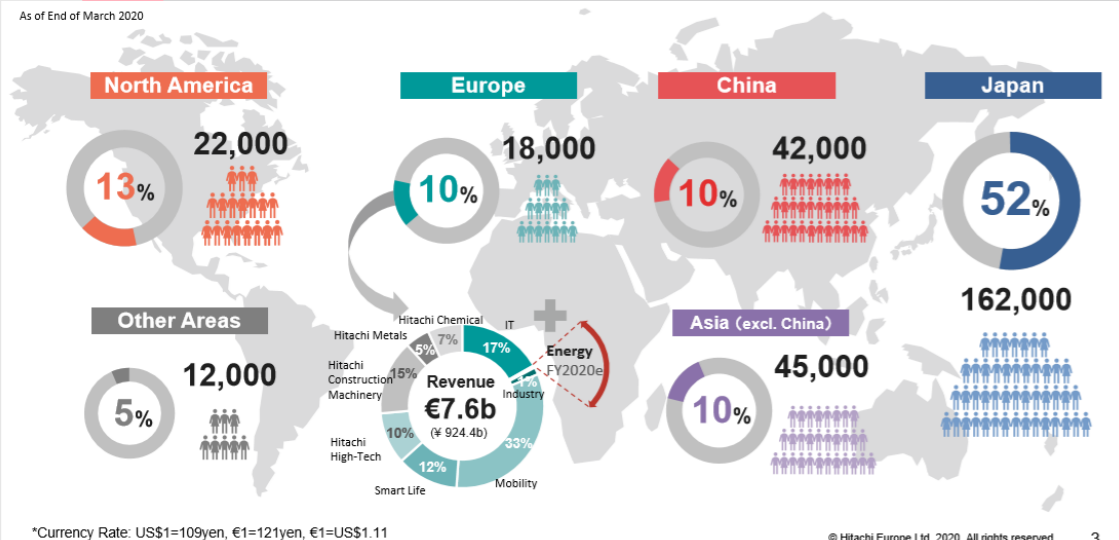 As of End of March 2020
North America
13%
22,000
Europe
10%
18,000
China
10%
42,000
Japan
52%
162,000
Other Areas
5%
12,000
Asia (excl. China)
10%
45,000
Hitachi Chemical
IT
Hitachi Metals
7%
17%
5%
Energy
FY2020e
Hitachi
Construction
Machinery
15%
Revenue
€7.6b
(¥ 924.4b)
1%
Industry
Hitachi
High-Tech
10%
33%
12%
Smart Life
Mobility
*Currency Rate: US$1=109yen, €1=121yen, €1=US$1.11
© Hitachi Europe Ltd. 2020. All rights reserved
3